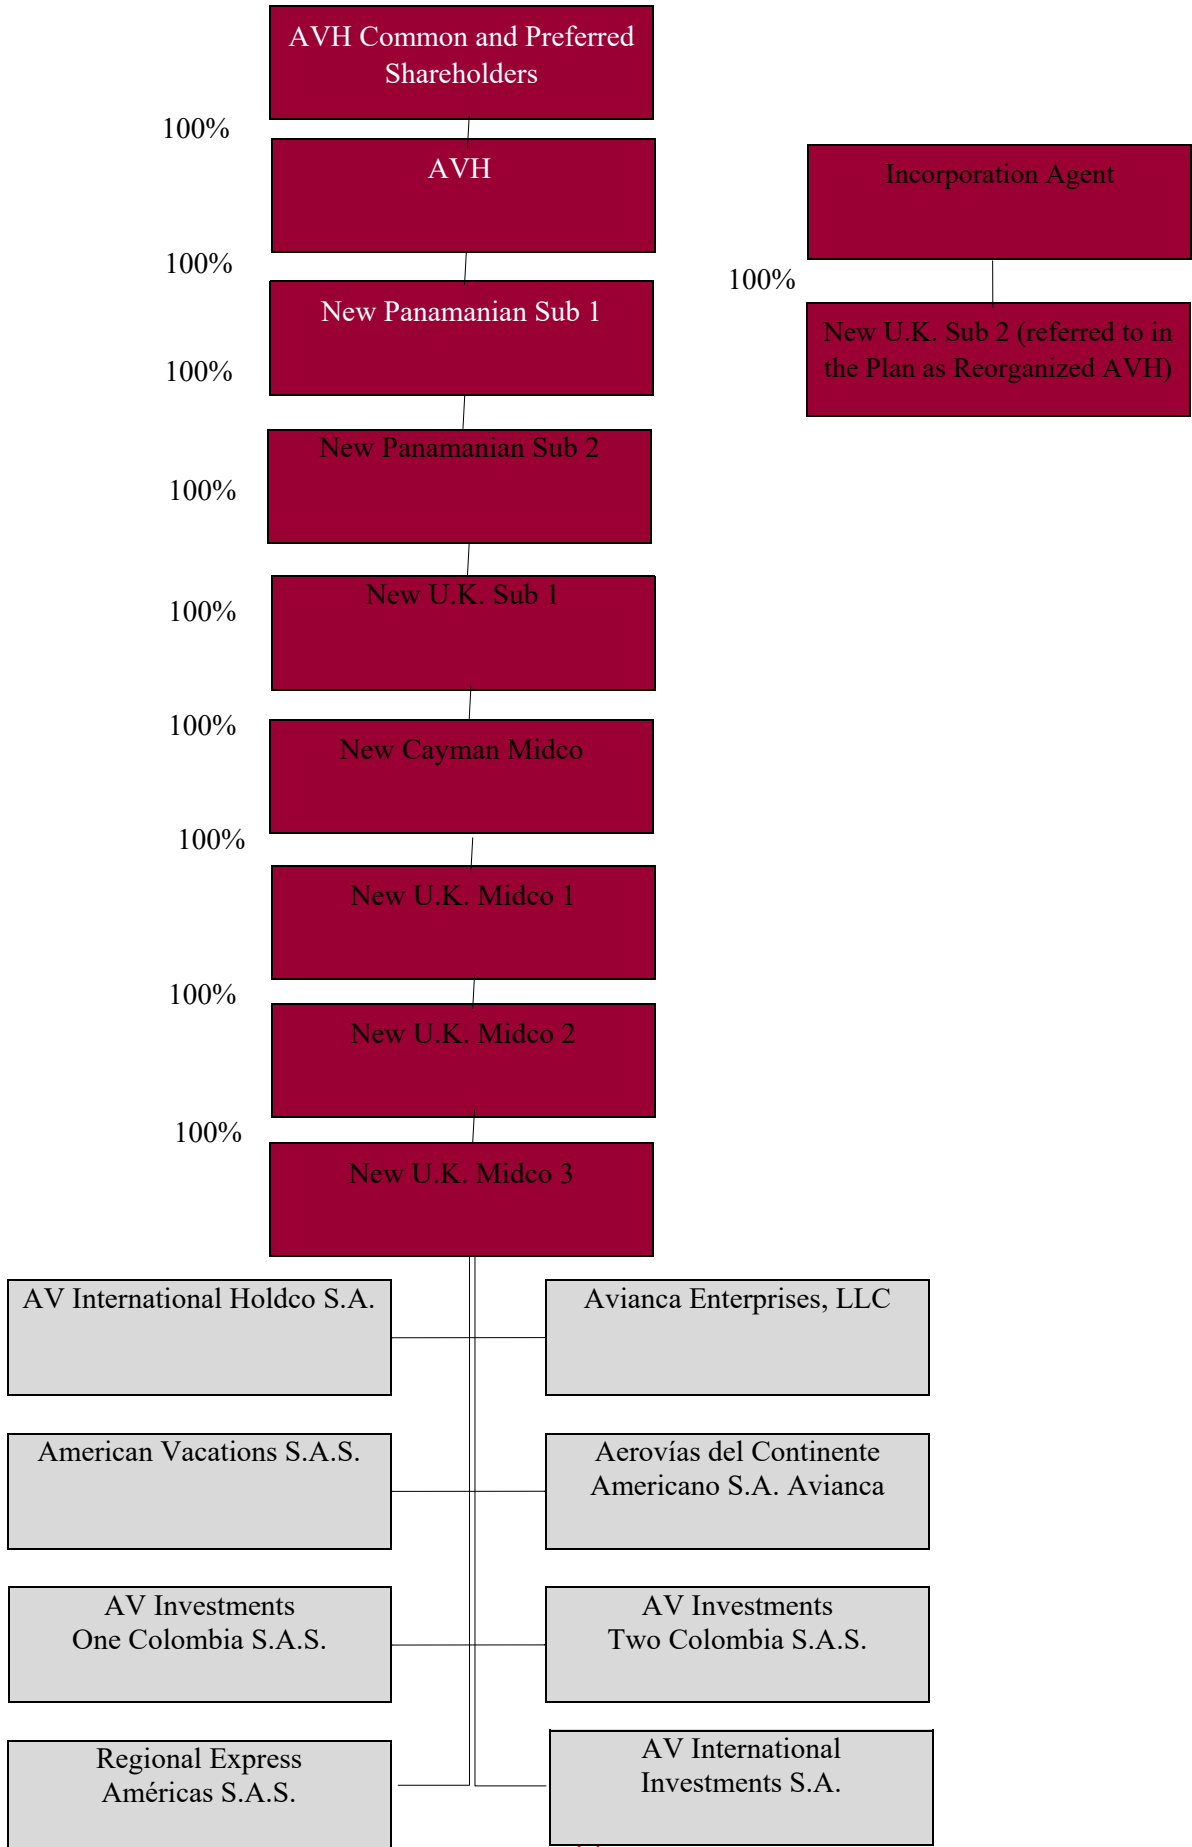 AVH Common and Preferred
Shareholders
100%
AVH
Incorporation Agent
100%
100%
New Panamanian Sub 1
New U.K. Sub 2 (referred to in
the Plan as Reorganized AVH)
100%
New Panamanian Sub 2
100%
New U.K. Sub 1
100%
100%
New Cayman Midco
100%
New U.K. Midco 1
100%
New U.K. Midco 2
100%
New U.K. Midco 3
AV International Holdco S.A.
Avianca Enterprises, LLC
American Vacations S.A.S.
Aerovías del Continente
Americano S.A. Avianca
AV Investments
One Colombia S.A.S.
AV Investments
Two Colombia S.A.S.
Regional Express
Américas S.A.S.
AV International
Investments S.A.